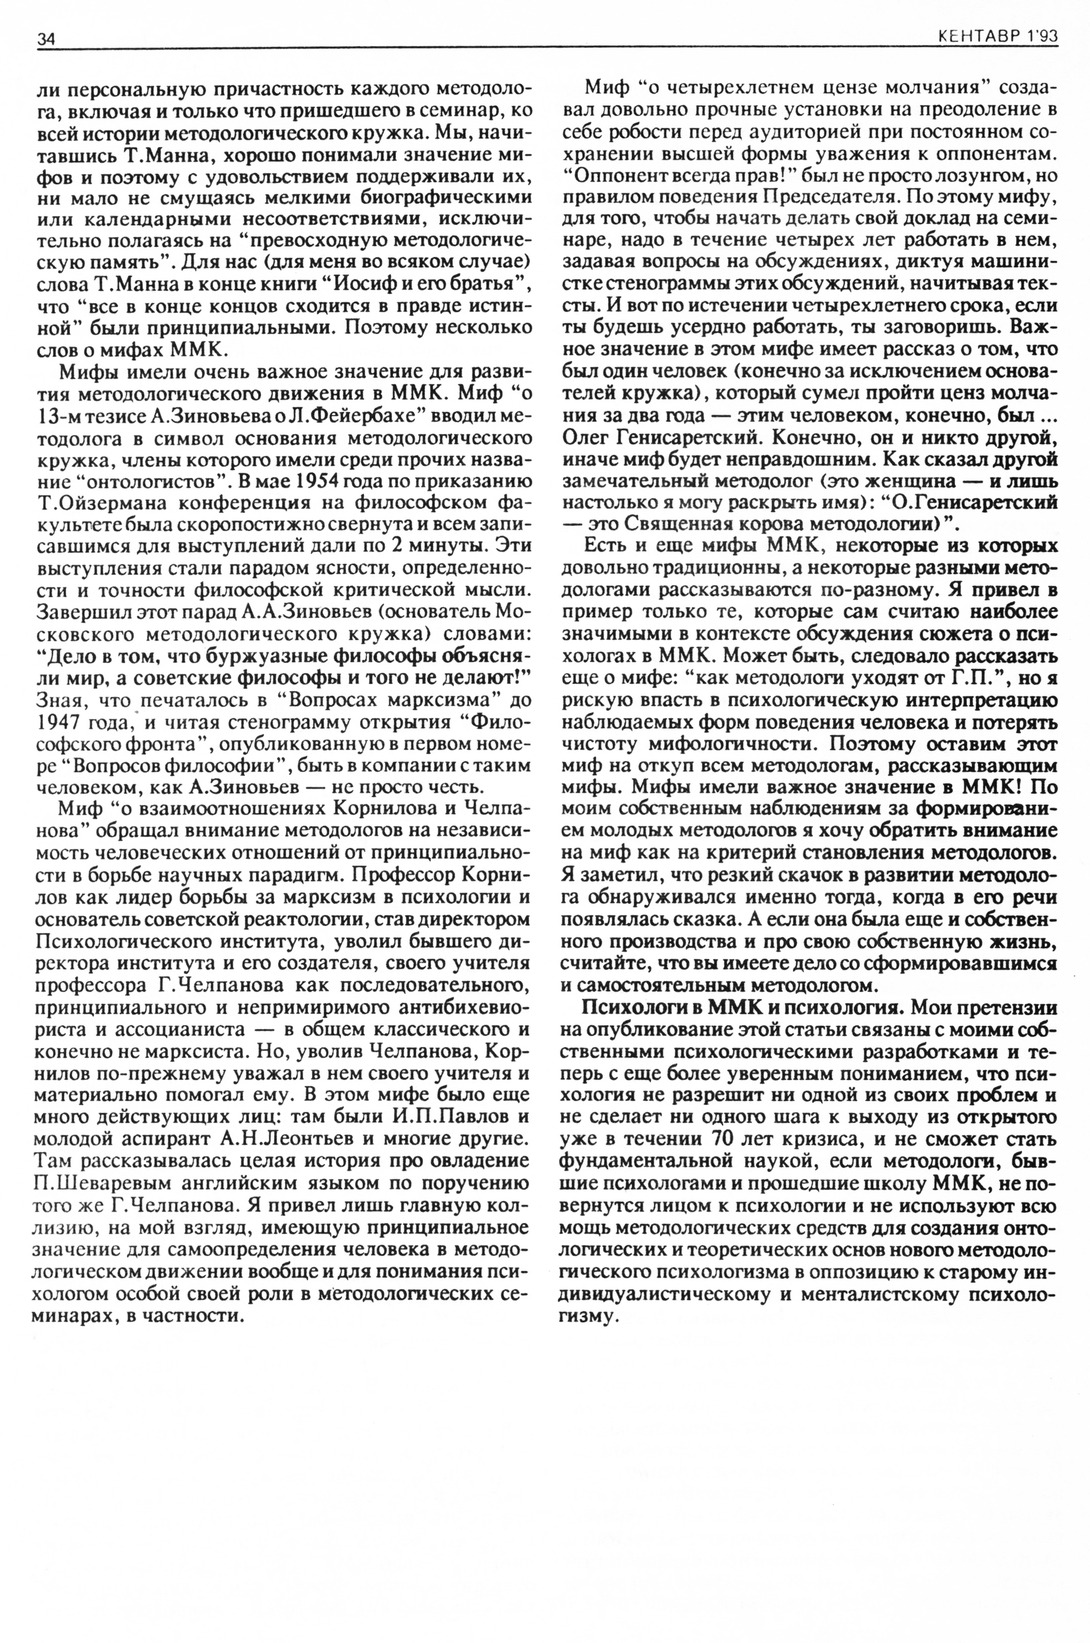 34
КЕНТАВР 1'93
ли персональную причастность каждого методоло-
га, включая и только что пришедшего в семинар, ко
всей истории методологического кружка. Мы, начи-
тавшись Т.Манна, хорошо понимали значение ми-
фов и поэтому с удовольствием поддерживали их,
ни мало не смущаясь мелкими биографическими
или календарными несоответствиями, исключи-
тельно полагаясь на “превосходную методологиче-
скую память”. Для нас (для меня во всяком случае)
слова Т.Манна в конце книги “Иосиф и его братья”,
что “все в конце концов сходится в правде истин-
ной” были принципиальными. Поэтому несколько
слов о мифах ММК.
Мифы имели очень важное значение для разви-
тия методологического движения в ММК. Миф “о
13-м тезисе А.Зиновьева о Л.Фейербахе” вводил ме-
тодолога в символ основания методологического
кружка, члены которого имели среди прочих назва-
ние “онтологистов”. В мае 1954 года по приказанию
Т.Ойзермана конференция на философском фа-
культете была скоропостижно свернута и всем запи-
савшимся для выступлений дали по 2 минуты. Эти
выступления стали парадом ясности, определенно-
сти и точности философской критической мысли.
Завершил этот парад А.А.Зиновьев (основатель Мо-
сковского методологического кружка) словами:
“Дело в том, что буржуазные философы объясня-
ли мир, а советские философы и того не делают!”
Зная, что печаталось в “Вопросах марксизма” до
1947 года, и читая стенограмму открытия “Фило-
софского фронта”, опубликованную в первом номе-
ре “Вопросов философии”, быть в компании с таким
человеком, как А.Зиновьев — не просто честь.
Миф “о взаимоотношениях Корнилова и Челпа-
нова” обращал внимание методологов на независи-
мость человеческих отношений от принципиально-
сти в борьбе научных парадигм. Профессор Корни-
лов как лидер борьбы за марксизм в психологии и
основатель советской реактологии, став директором
Психологического института, уволил бывшего ди-
ректора института и его создателя, своего учителя
профессора Г.Челпанова как последовательного,
принципиального и непримиримого антибихевио-
риста и ассоцианиста — в общем классического и
конечно не марксиста. Но, уволив Челпанова, Кор-
нилов по-прежнему уважал в нем своего учителя и
материально помогал ему. В этом мифе было еще
много действующих лиц: там были И.П.Павлов и
молодой аспирант А.Н.Леонтьев и многие другие.
Там рассказывалась целая история про овладение
П.Шеваревым английским языком по поручению
того же Г.Челпанова. Я привел лишь главную кол-
лизию, на мой взгляд, имеющую принципиальное
значение для самоопределения человека в методо-
логическом движении вообще и для понимания пси-
хологом особой своей роли в методологических се-
минарах, в частности.
Миф “о четырехлетнем цензе молчания” созда-
вал довольно прочные установки на преодоление в
себе робости перед аудиторией при постоянном со-
хранении высшей формы уважения к оппонентам.
“Оппонент всегда прав!” был не просто лозунгом, но
правилом поведения Председателя. По этому мифу,
для того, чтобы начать делать свой доклад на семи-
наре, надо в течение четырех лет работать в нем,
задавая вопросы на обсуждениях, диктуя машини-
стке стенограммы этих обсуждений, начитывая тек-
сты. И вот по истечении четырехлетнего срока, если
ты будешь усердно работать, ты заговоришь. Важ-
ное значение в этом мифе имеет рассказ о том, что
был один человек (конечно за исключением основа-
телей кружка), который сумел пройти ценз молча-
ния за два года — этим человеком, конечно, был ...
Олег Генисаретский. Конечно, он и никто другой,
иначе миф будет неправдошним. Как сказал другой
замечательный методолог (это женщина — и лишь
настолько я могу раскрыть имя): “О.Генисаретский
— это Священная корова методологии)”.
Есть и еще мифы ММК, некоторые из которых
довольно традиционны, а некоторые разными мето-
дологами рассказываются по-разному. Я привел в
пример только те, которые сам считаю наиболее
значимыми в контексте обсуждения сюжета о пси-
хологах в ММК. Может быть, следовало рассказать
еще о мифе: “как методологи уходят от Г.П.”, но я
рискую впасть в психологическую интерпретацию
наблюдаемых форм поведения человека и потерять
чистоту мифологичности. Поэтому оставим этот
миф на откуп всем методологам, рассказывающим
мифы. Мифы имели важное значение в ММК! По
моим собственным наблюдениям за формировани-
ем молодых методологов я хочу обратить внимание
на миф как на критерий становления методологов.
Я заметил, что резкий скачок в развитии методоло-
га обнаруживался именно тогда, когда в его речи
появлялась сказка. А если она была еще и собствен-
ного производства и про свою собственную жизнь,
считайте, что вы имеете дело со сформировавшимся
и самостоятельным методологом.
Психологи в ММК и психология. Мои претензии
на опубликование этой статьи связаны с моими соб-
ственными психологическими разработками и те-
перь с еще более уверенным пониманием, что пси-
хология не разрешит ни одной из своих проблем и
не сделает ни одного шага к выходу из открытого
уже в течении 70 лет кризиса, и не сможет стать
фундаментальной наукой, если методологи, быв-
шие психологами и прошедшие школу ММК, не по-
вернутся лицом к психологии и не используют всю
мощь методологических средств для создания онто-
логических и теоретических основ нового методоло-
гического психологизма в оппозицию к старому ин-
дивидуалистическому и менталистскому психоло-
гизму.